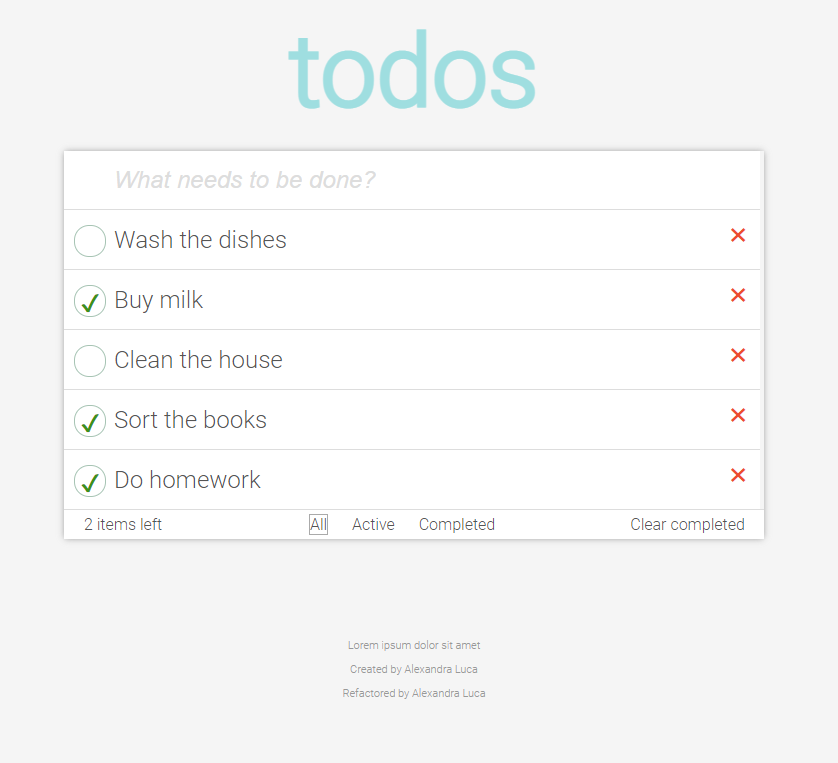 todos
What needs to be done?
Wash the dishes
Buy milk
Clean the house
Sort the books
Do homework
2 items left All Active Completed Clear completed
Lorem ipsum dolor sit amet
Created by Alexandra Luca
Refactored by Alexandra Luca